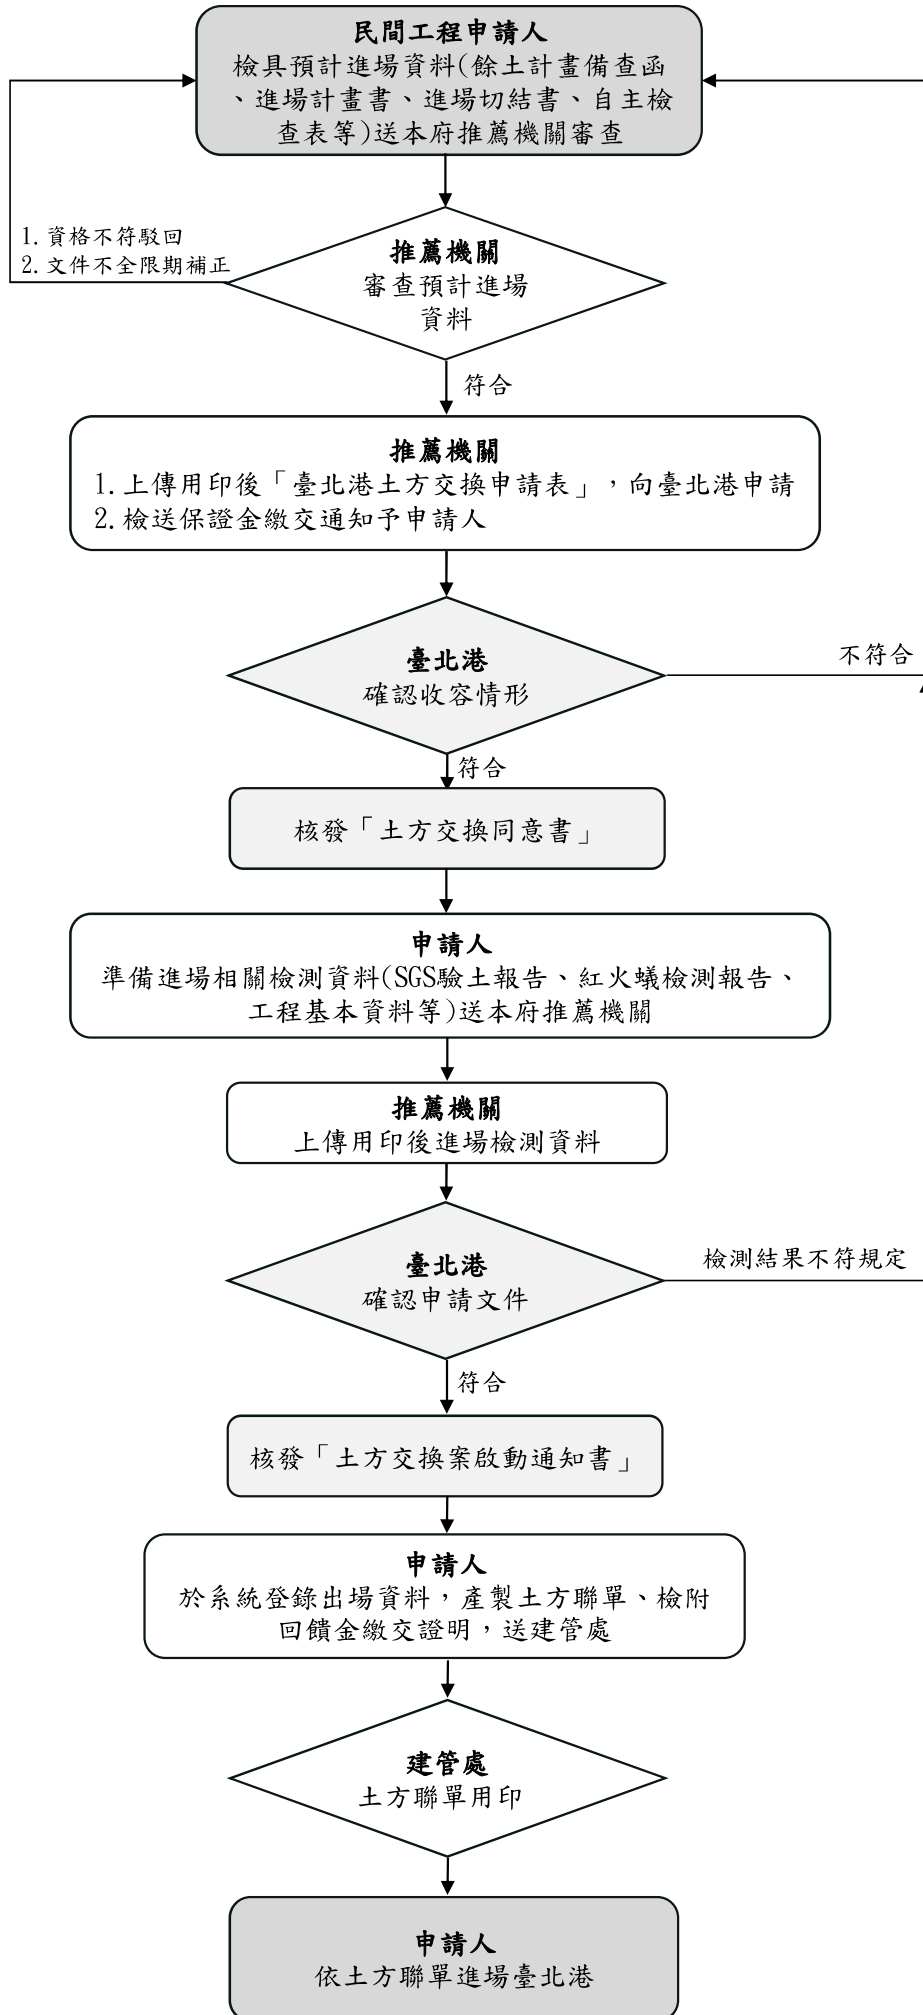 民間工程申請人
檢具預計進場資料(餘土計畫備查函
、進場計畫書、進場切結書、自主檢
查表等)送本府推薦機關審查
1.資格不符駁回
2.文件不全限期補正
推薦機關
審查預計進場
資料
符合
推薦機關
1.上傳用印後「臺北港土方交換申請表」，向臺北港申請
2.檢送保證金繳交通知予申請人
臺北港
確認收容情形
不符合
符合
核發「土方交換同意書」
申請人
準備進場相關檢測資料(SGS驗土報告、紅火蟻檢測報告、
工程基本資料等)送本府推薦機關
推薦機關
上傳用印後進場檢測資料
臺北港
確認申請文件
檢測結果不符規定
符合
核發「土方交換案啟動通知書」
申請人
於系統登錄出場資料，產製土方聯單、檢附
回饋金繳交證明，送建管處
建管處
土方聯單用印
申請人
依土方聯單進場臺北港